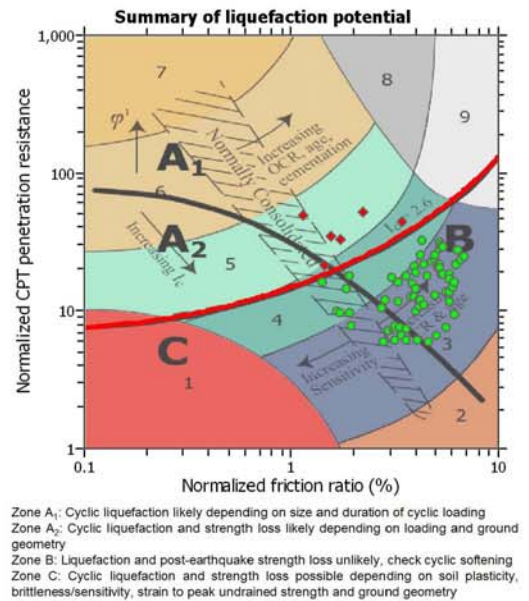 Summary of liquefaction potential
1,000
100
10
1
0.1
1
10
Normalized CPT penetration resistance
Normalized friction ratio (%)
7
8
9
φ'
A1
Normally Consolidated
Increasing
OCR, age,
cementation
6
A2
Increasing Ic
5
2.6
B
4
3
C
1
Increasing
Sensitivity
2
Zone A1: Cyclic liquefaction likely depending on size and duration of cyclic loading
Zone A2: Cyclic liquefaction and strength loss likely depending on loading and ground
geometry
Zone B: Liquefaction and post-earthquake strength loss unlikely, check cyclic softening
Zone C: Cyclic liquefaction and strength loss possible depending on soil plasticity,
brittleness/sensitivity, strain to peak undrained strength and ground geometry